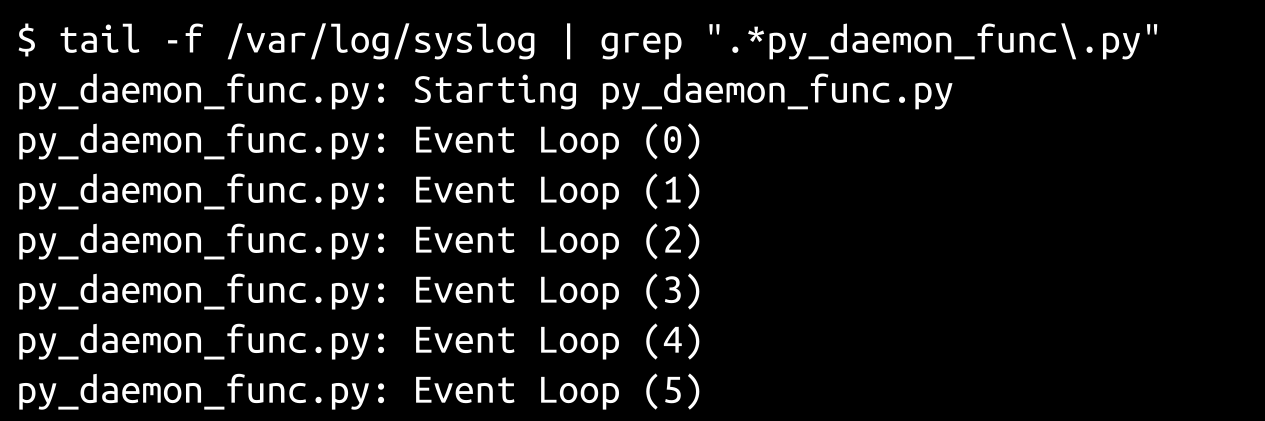 $ tail -f /var/log/syslog | grep ".*py_daemon_func\.py"
py_daemon_func.py: Starting py_daemon_func.py
py_daemon_func.py: Event Loop (0)
py_daemon_func.py: Event Loop (1)
py_daemon_func.py: Event Loop (2)
py_daemon_func.py: Event Loop (3)
py_daemon_func.py: Event Loop (4)
py_daemon_func.py: Event Loop (5)